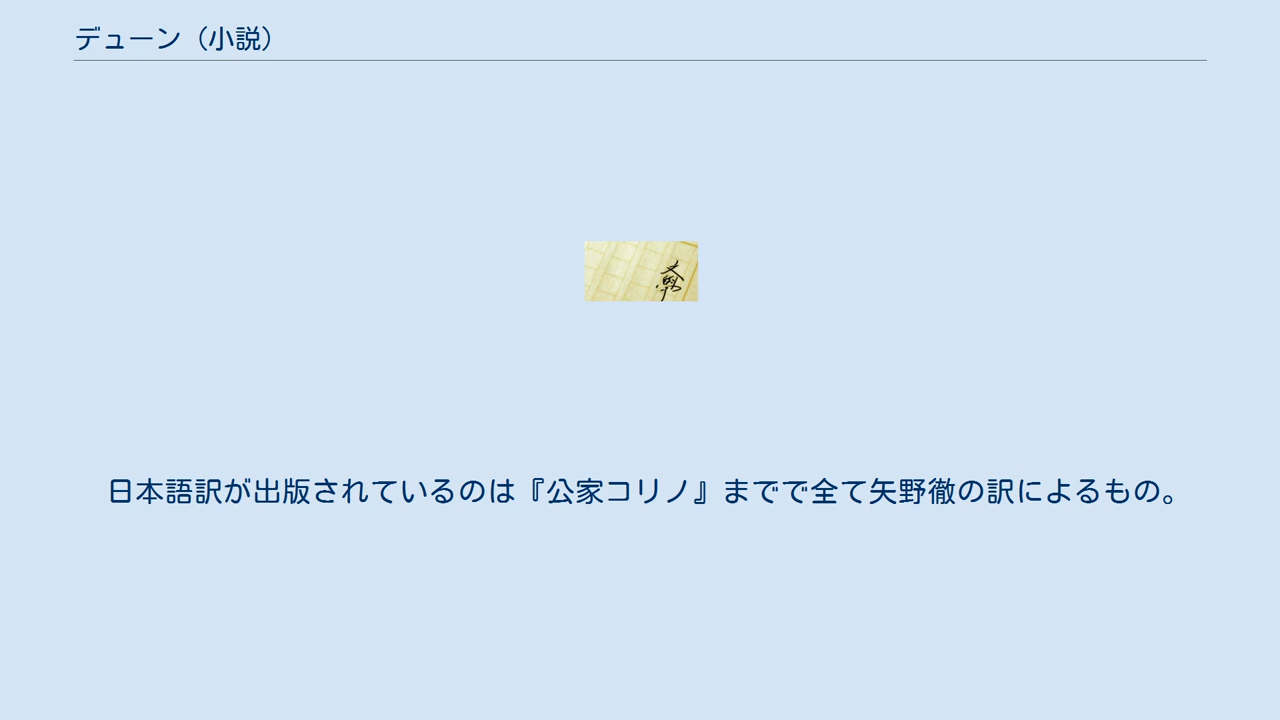 デューン（小説）
日本語訳が出版されているのは『公家コリノ』までで全て矢野徹の訳によるもの。